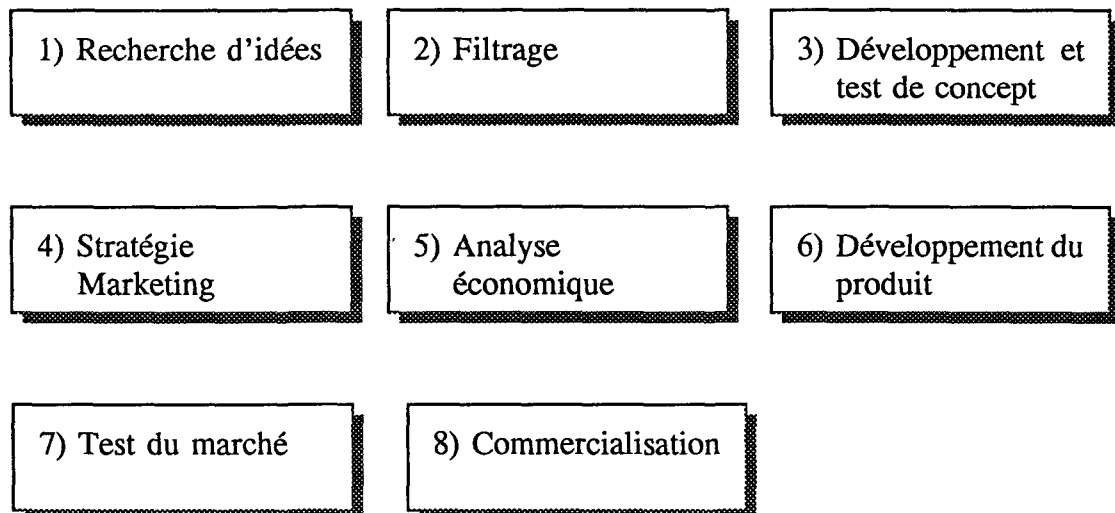 1) Recherche d'idées
2) Filtrage
3) Développement et
test de concept
4) Stratégie
Marketing
5) Analyse
économique
6) Développement du
produit
7) Test du marché
8) Commercialisation